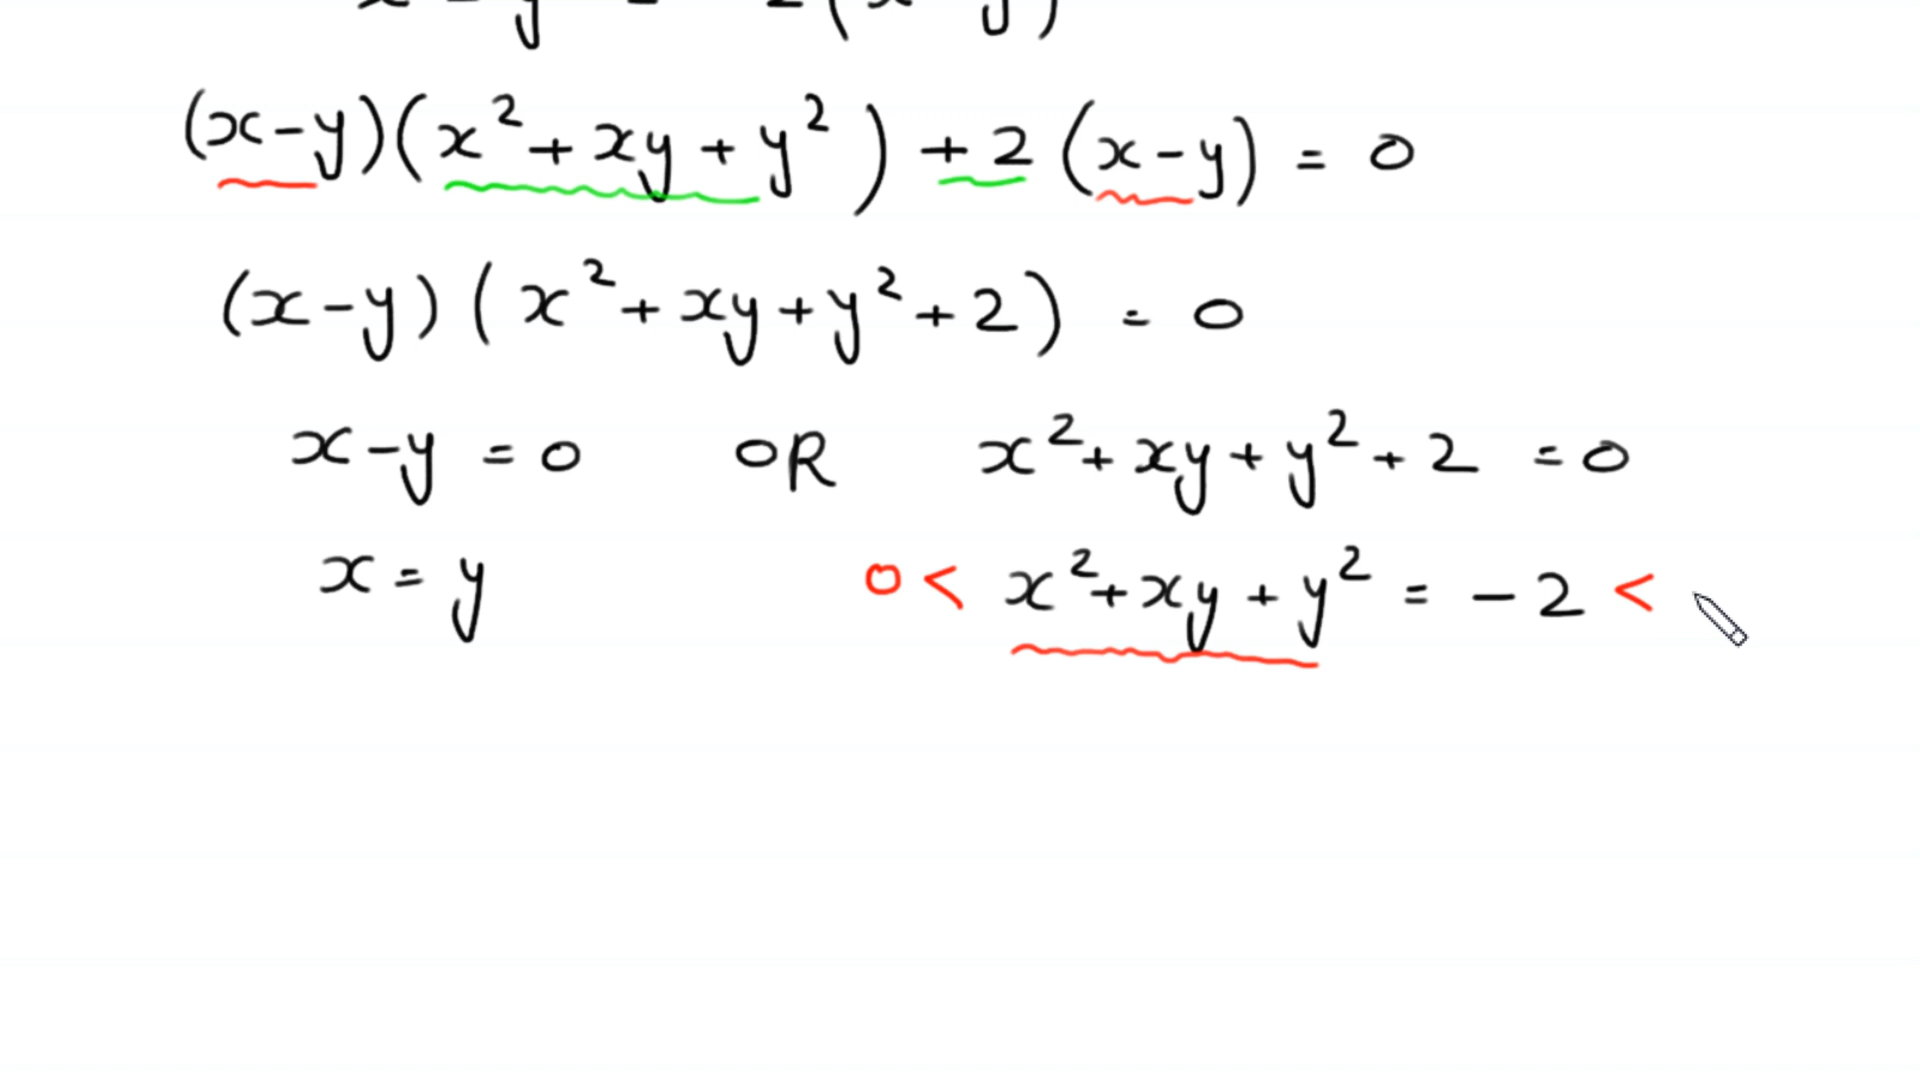 (x-y)(x²+xy+y²)+2(x-y) = 0
(x-y)(x²+xy+y²+2) = 0
x-y = 0 OR x²+xy+y²+2 = 0
x = y 0 < x²+xy+y² = -2 <